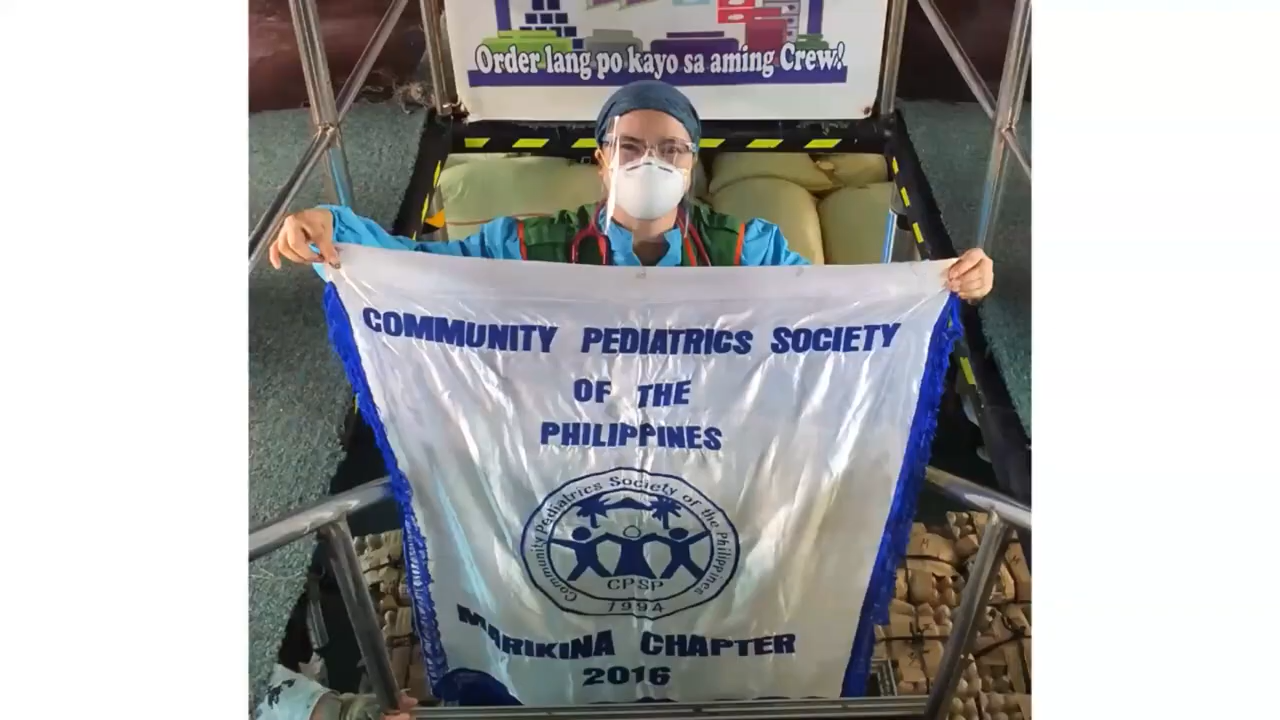 Order lang po kayo sa aming Crew!
COMMUNITY PEDIATRICS SOCIETY
OF THE
PHILIPPINES
Community Pediatrics Society of the Philippines
CPSP
1994
MARIKINA CHAPTER
2016